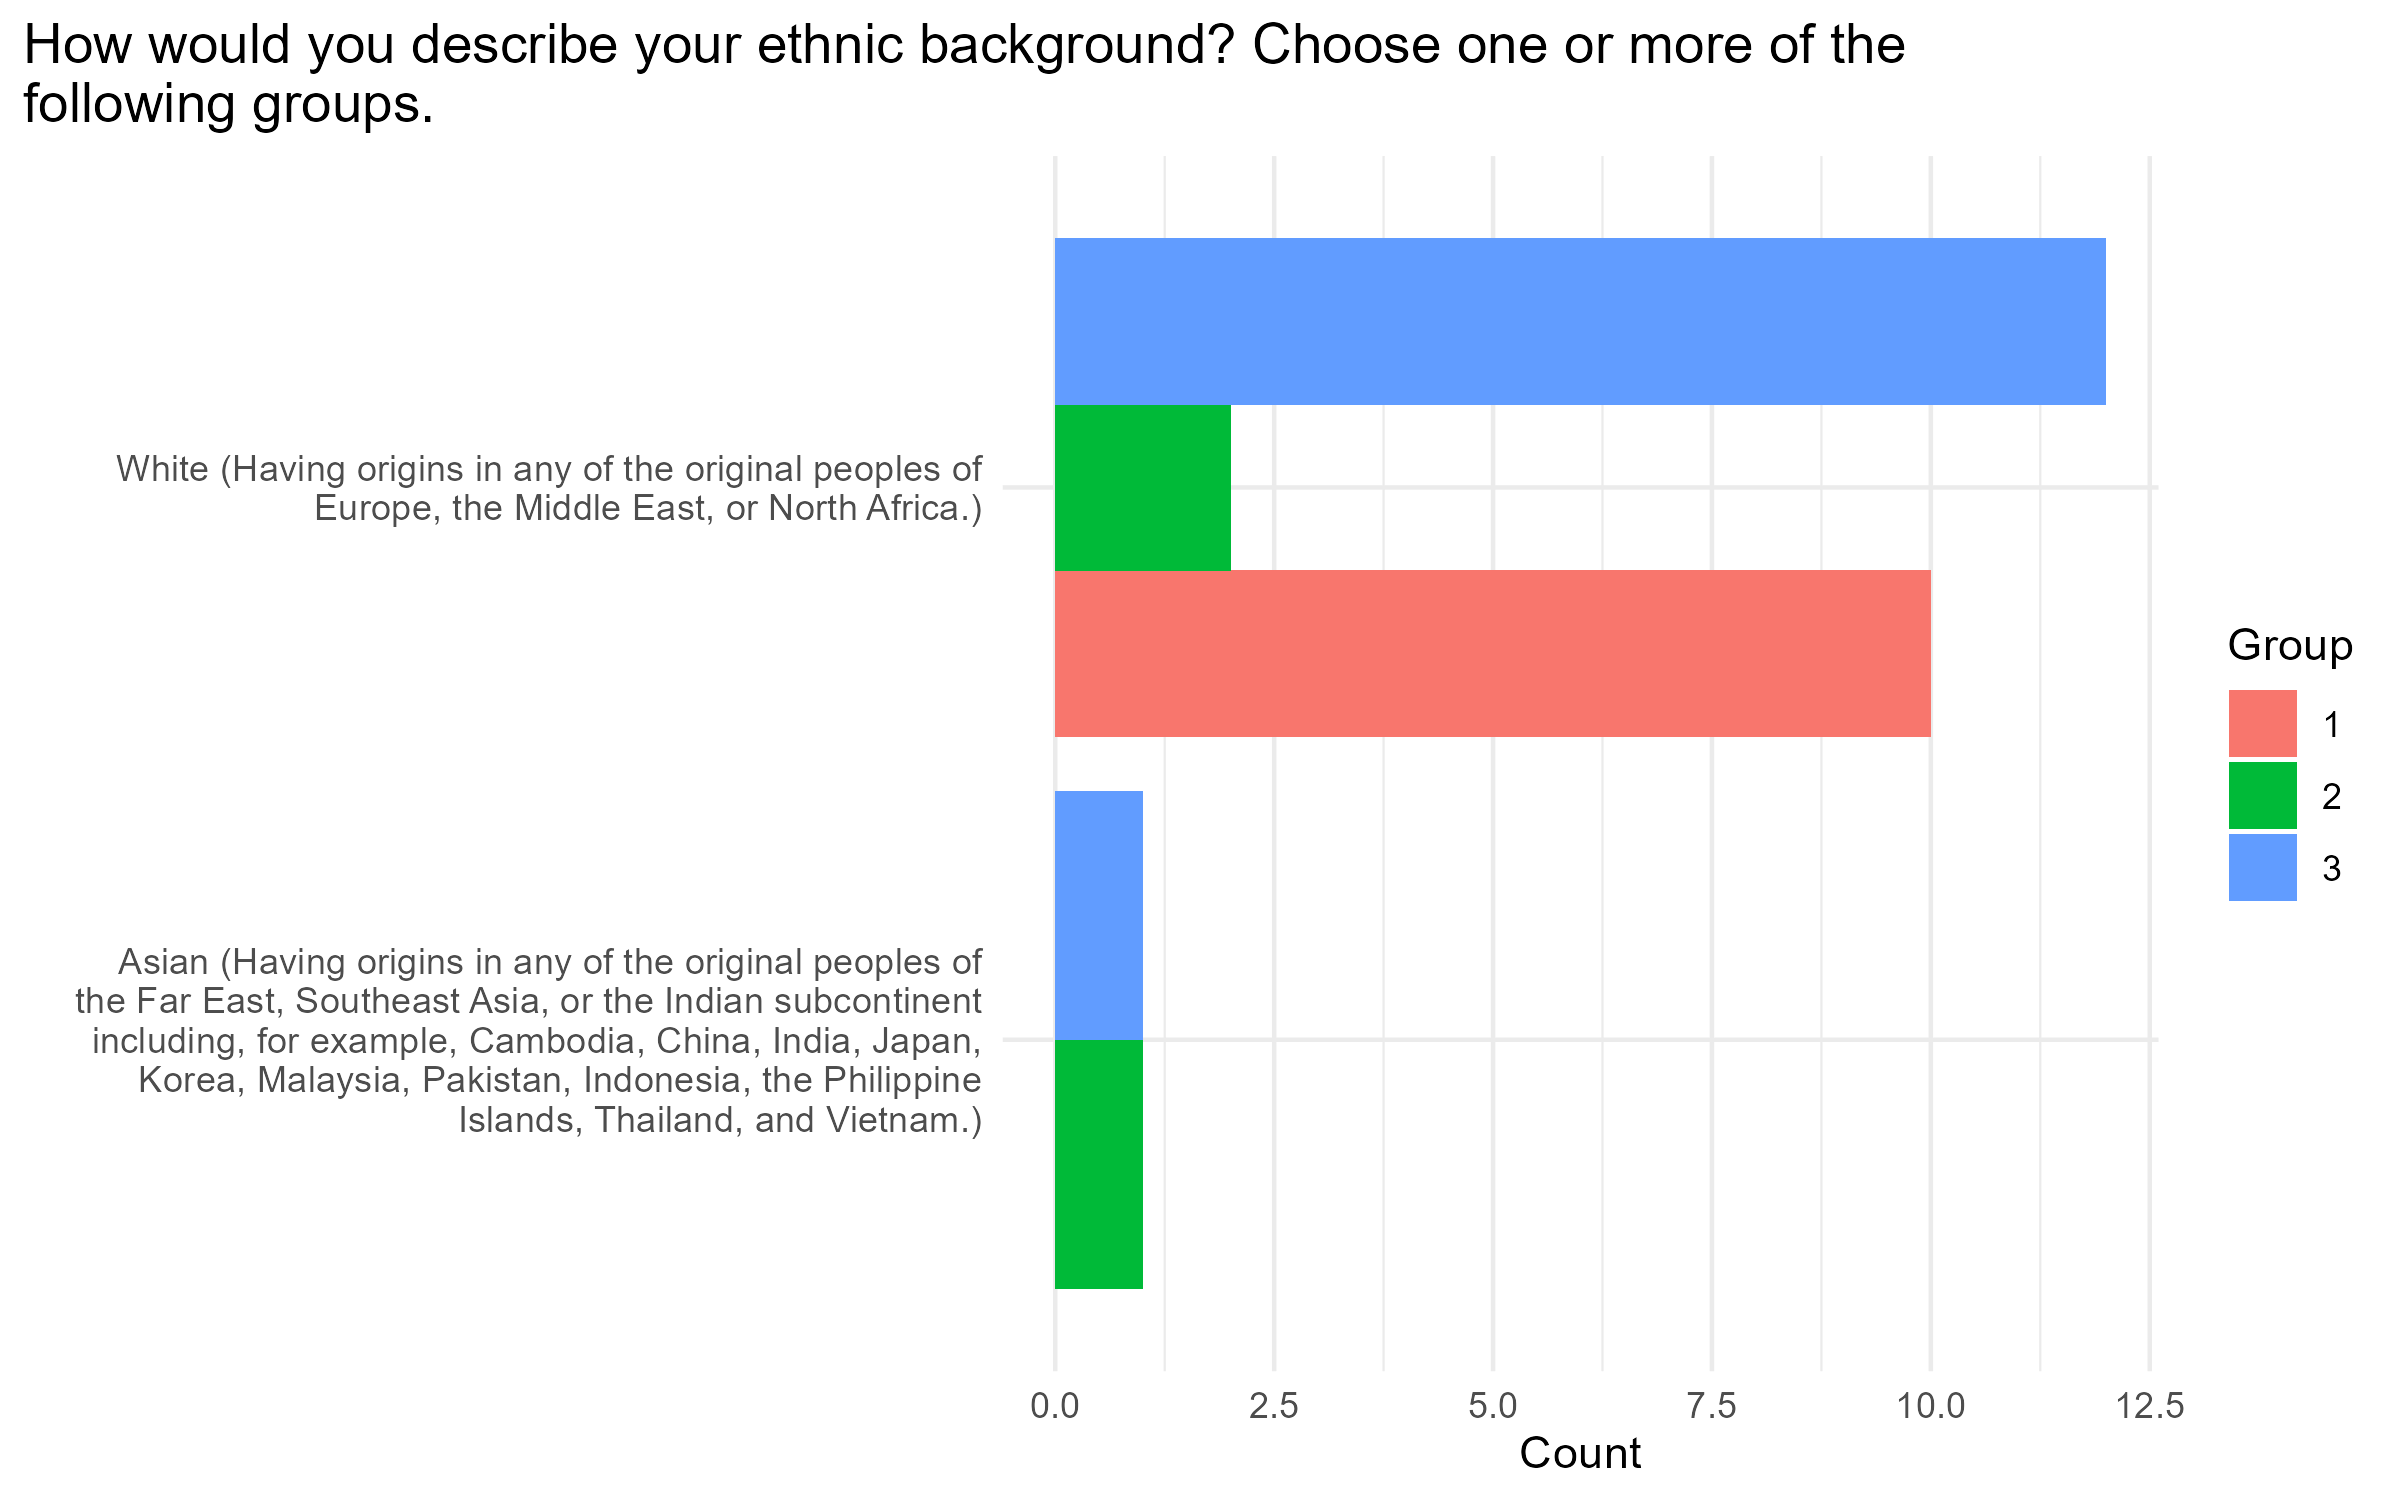 How would you describe your ethnic background? Choose one or more of the
following groups.
White (Having origins in any of the original peoples of
Europe, the Middle East, or North Africa.)
Asian (Having origins in any of the original peoples of
the Far East, Southeast Asia, or the Indian subcontinent
including, for example, Cambodia, China, India, Japan,
Korea, Malaysia, Pakistan, Indonesia, the Philippine
Islands, Thailand, and Vietnam.)
Group
1
2
3
0.0 2.5 5.0 7.5 10.0 12.5
Count